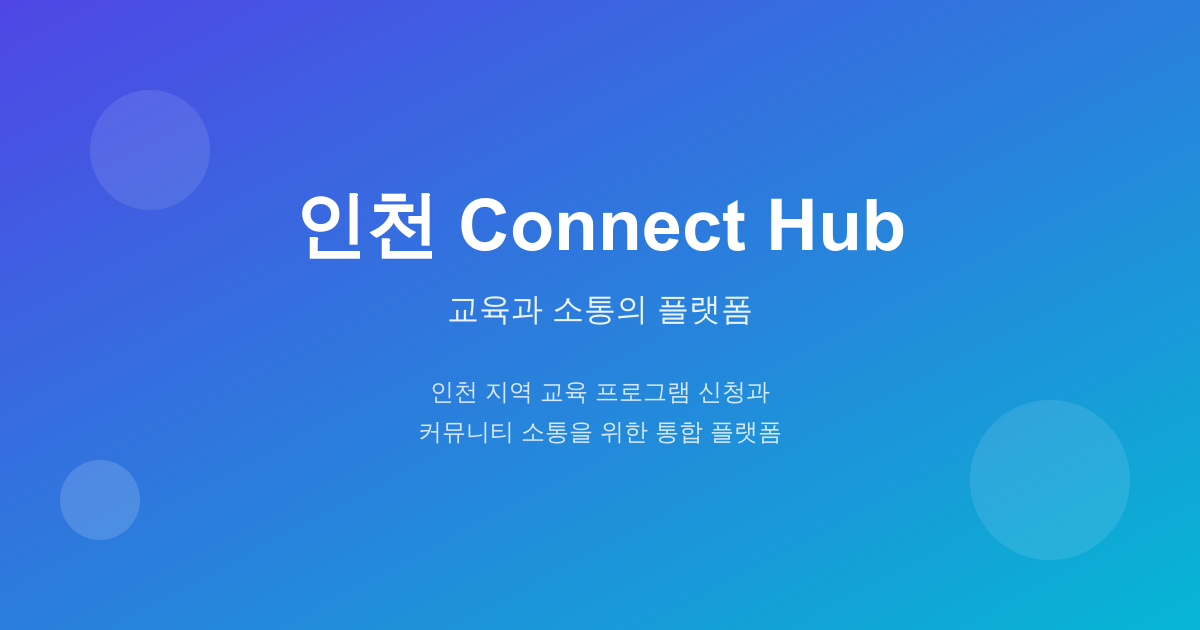 인천 Connect Hub
교육과 소통의 플랫폼
인천 지역 교육 프로그램 신청과
커뮤니티 소통을 위한 통합 플랫폼